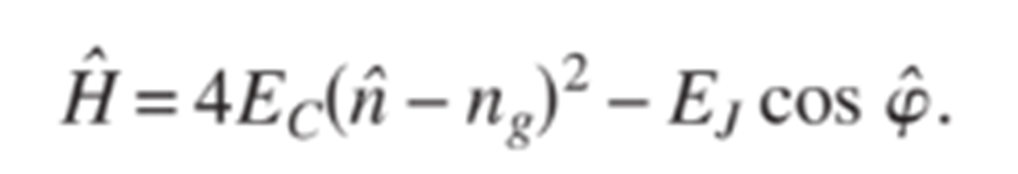 Ĥ = 4E_C(n̂ − n_g)² − E_J cos φ̂.